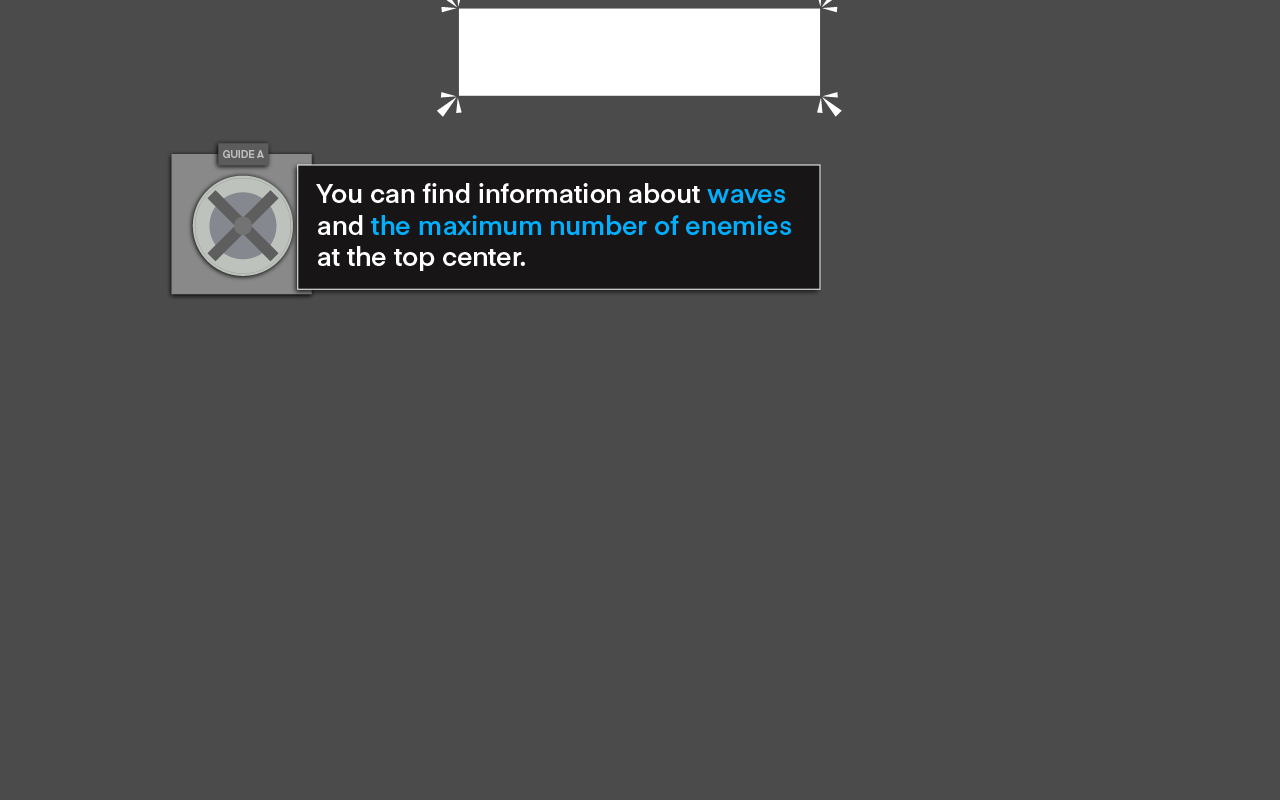 GUIDE A
You can find information about waves
and the maximum number of enemies
at the top center.